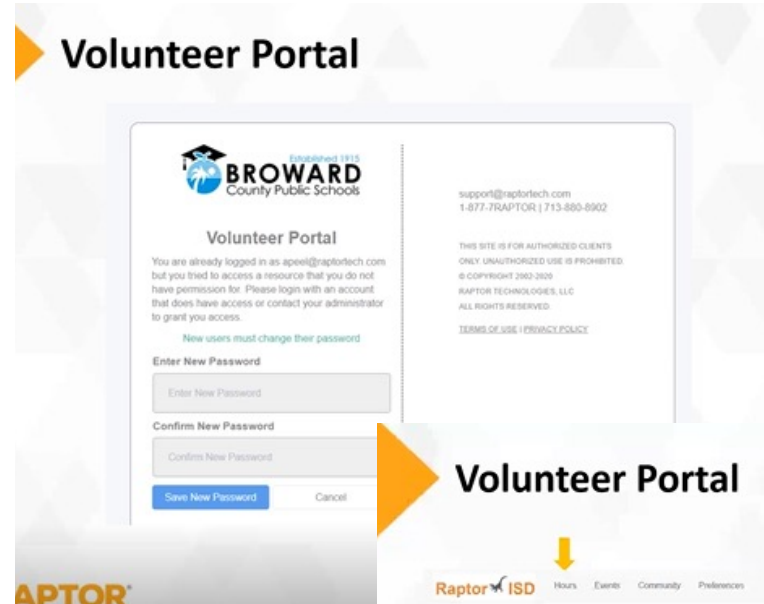 Volunteer Portal
Established 1915
BROWARD
County Public Schools
Volunteer Portal
You are already logged in as apeel@raptortech.com
but you tried to access a resource that you do not
have permission for. Please login with an account
that does have access or contact your administrator
to grant you access.
New users must change their password
Enter New Password
Enter New Password
Confirm New Password
Confirm New Password
Save New Password
Cancel
support@raptortech.com
1-877-7RAPTOR | 713-880-8902
THIS SITE IS FOR AUTHORIZED CLIENTS
ONLY. UNAUTHORIZED USE IS PROHIBITED.
© COPYRIGHT 2002-2020
RAPTOR TECHNOLOGIES, LLC
ALL RIGHTS RESERVED.
TERMS OF USE | PRIVACY POLICY
Volunteer Portal
Raptor ISD
Hours Events Community Preferences
APTOR®